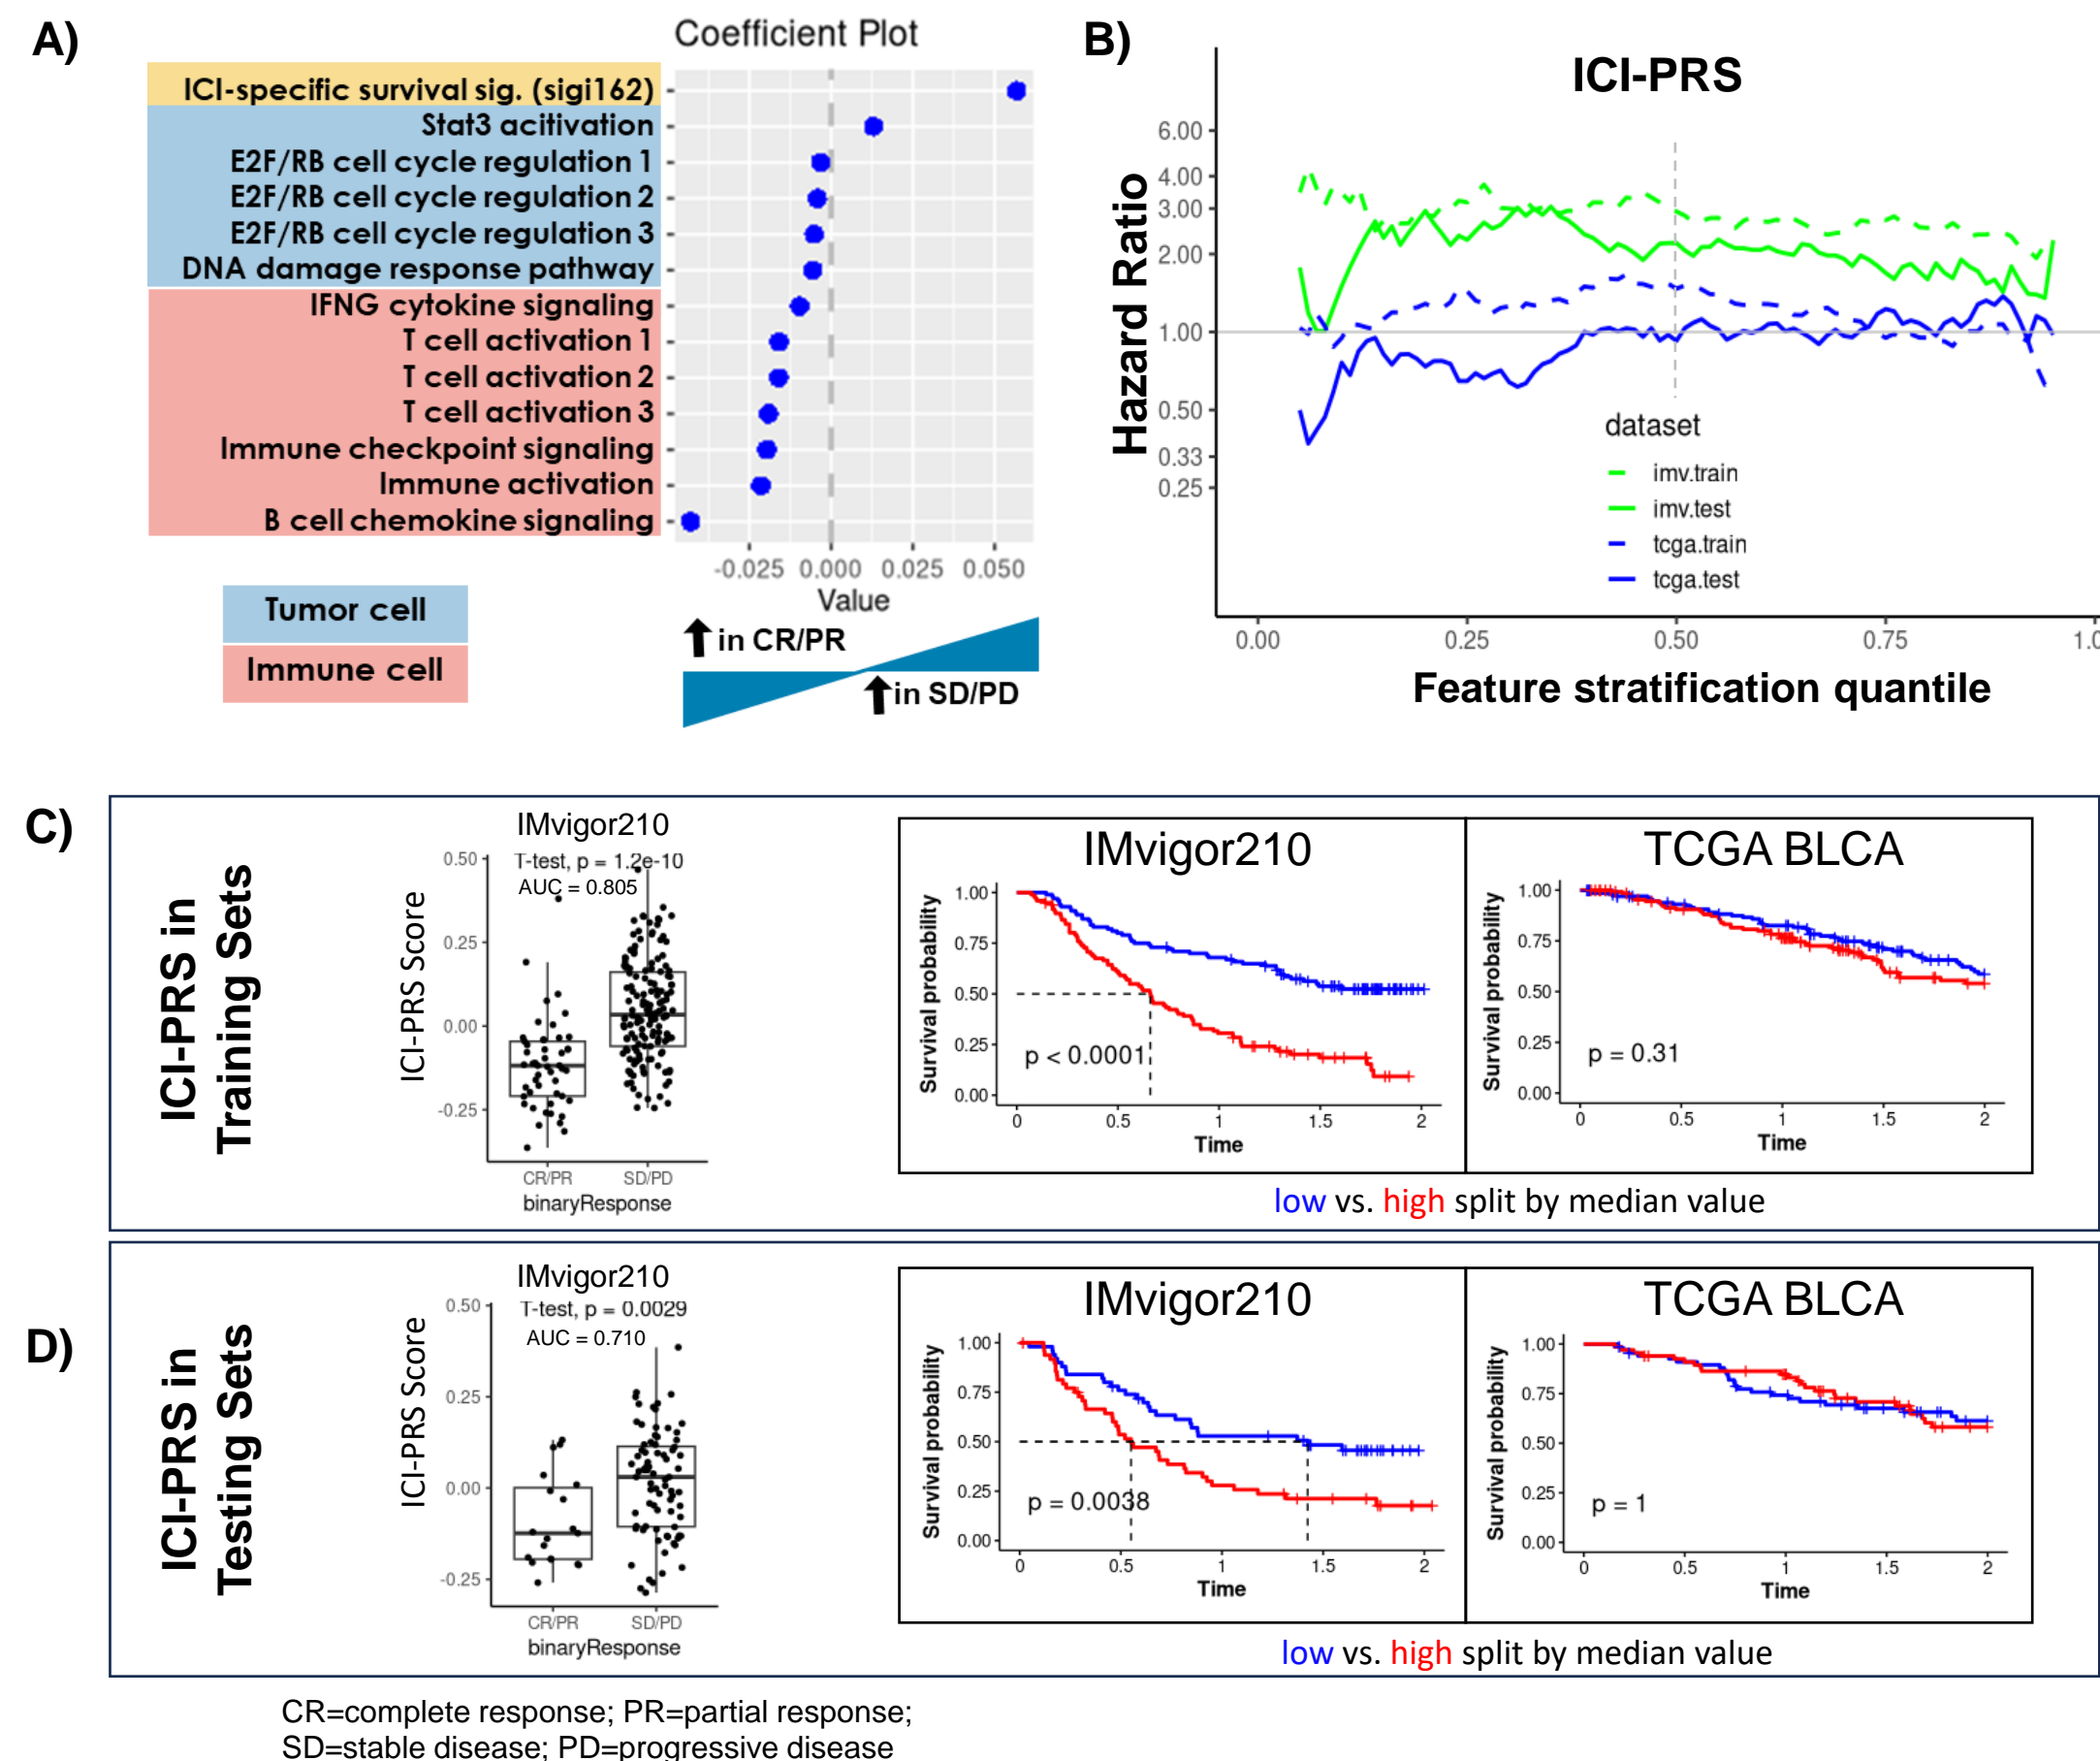 A)
Coefficient Plot
ICI-specific survival sig. (sigi162)
Stat3 acitivation
E2F/RB cell cycle regulation 1
E2F/RB cell cycle regulation 2
E2F/RB cell cycle regulation 3
DNA damage response pathway
IFNG cytokine signaling
T cell activation 1
T cell activation 2
T cell activation 3
Immune checkpoint signaling
Immune activation
B cell chemokine signaling
-0.025 0.000 0.025 0.050
Value
Tumor cell
Immune cell
in CR/PR
in SD/PD
B)
ICI-PRS
Hazard Ratio
6.00
4.00
3.00
2.00
1.00
0.50
0.33
0.25
dataset
imv.train
imv.test
tcga.train
tcga.test
0.00 0.25 0.50 0.75 1.0
Feature stratification quantile
C)
ICI-PRS in
Training Sets
IMvigor210
T-test, p = 1.2e-10
AUC = 0.805
ICI-PRS Score
0.50
0.25
0.00
-0.25
CR/PR SD/PD
binaryResponse
IMvigor210
Survival probability
1.00
0.75
0.50
0.25
0.00
p < 0.0001
0 0.5 1 1.5 2
Time
TCGA BLCA
Survival probability
1.00
0.75
0.50
0.25
0.00
p = 0.31
0 0.5 1 1.5 2
Time
low vs. high split by median value
D)
ICI-PRS in
Testing Sets
IMvigor210
T-test, p = 0.0029
AUC = 0.710
ICI-PRS Score
0.50
0.25
0.00
-0.25
CR/PR SD/PD
binaryResponse
IMvigor210
Survival probability
1.00
0.75
0.50
0.25
0.00
p = 0.0038
0 0.5 1 1.5 2
Time
TCGA BLCA
Survival probability
1.00
0.75
0.50
0.25
0.00
p = 1
0 0.5 1 1.5 2
Time
low vs. high split by median value
CR=complete response; PR=partial response;
SD=stable disease; PD=progressive disease